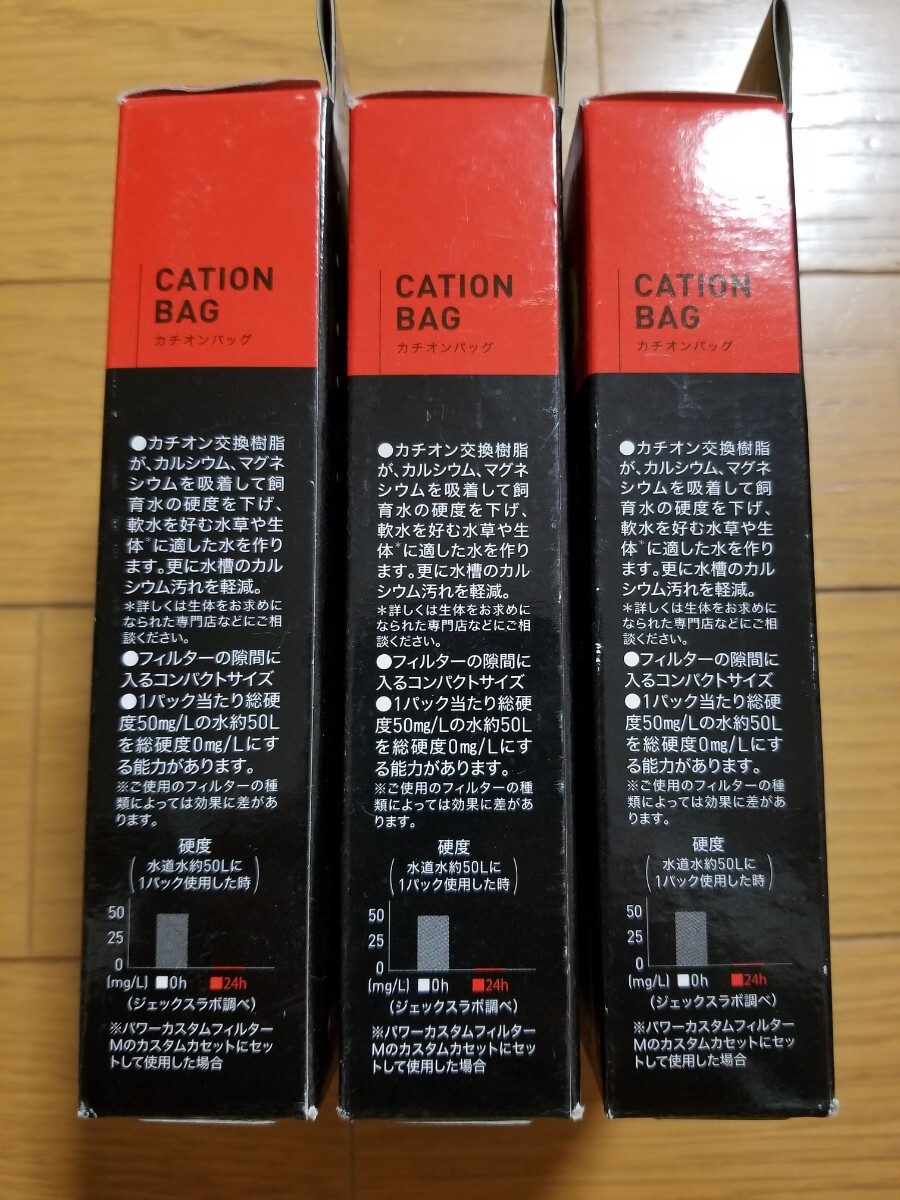 CATION
BAG
カチオンバッグ
●カチオン交換樹脂
が、カルシウム、マグネ
シウムを吸着して飼
育水の硬度を下げ、
軟水を好む水草や生
体*に適した水を作り
ます。更に水槽のカル
シウム汚れを軽減。
*詳しくは生体をお求めに
なられた専門店などにご相
談ください。
●フィルターの隙間に
入るコンパクトサイズ
●1パック当たり総硬
度50mg/Lの水約50L
を総硬度0mg/Lにす
る能力があります。
※ご使用のフィルターの種
類によっては効果に差があ
ります。
硬度
(水道水約50Lに
1パック使用した時)
50
25
0
(mg/L) ■0h ■24h
(ジェックスラボ調べ)
※パワーカスタムフィルター
Mのカスタムカセットにセッ
トして使用した場合
CATION
BAG
カチオンバッグ
●カチオン交換樹脂
が、カルシウム、マグネ
シウムを吸着して飼
育水の硬度を下げ、
軟水を好む水草や生
体*に適した水を作り
ます。更に水槽のカル
シウム汚れを軽減。
*詳しくは生体をお求めに
なられた専門店などにご相
談ください。
●フィルターの隙間に
入るコンパクトサイズ
●1パック当たり総硬
度50mg/Lの水約50L
を総硬度0mg/Lにす
る能力があります。
※ご使用のフィルターの種
類によっては効果に差があ
ります。
硬度
(水道水約50Lに
1パック使用した時)
50
25
0
(mg/L) ■0h ■24h
(ジェックスラボ調べ)
※パワーカスタムフィルター
Mのカスタムカセットにセッ
トして使用した場合
CATION
BAG
カチオンバッグ
●カチオン交換樹脂
が、カルシウム、マグネ
シウムを吸着して飼
育水の硬度を下げ、
軟水を好む水草や生
体*に適した水を作り
ます。更に水槽のカル
シウム汚れを軽減。
*詳しくは生体をお求めに
なられた専門店などにご相
談ください。
●フィルターの隙間に
入るコンパクトサイズ
●1パック当たり総硬
度50mg/Lの水約50L
を総硬度0mg/Lにす
る能力があります。
※ご使用のフィルターの種
類によっては効果に差があ
ります。
硬度
(水道水約50Lに
1パック使用した時)
50
25
0
(mg/L) ■0h ■24h
(ジェックスラボ調べ)
※パワーカスタムフィルター
Mのカスタムカセットにセッ
トして使用した場合